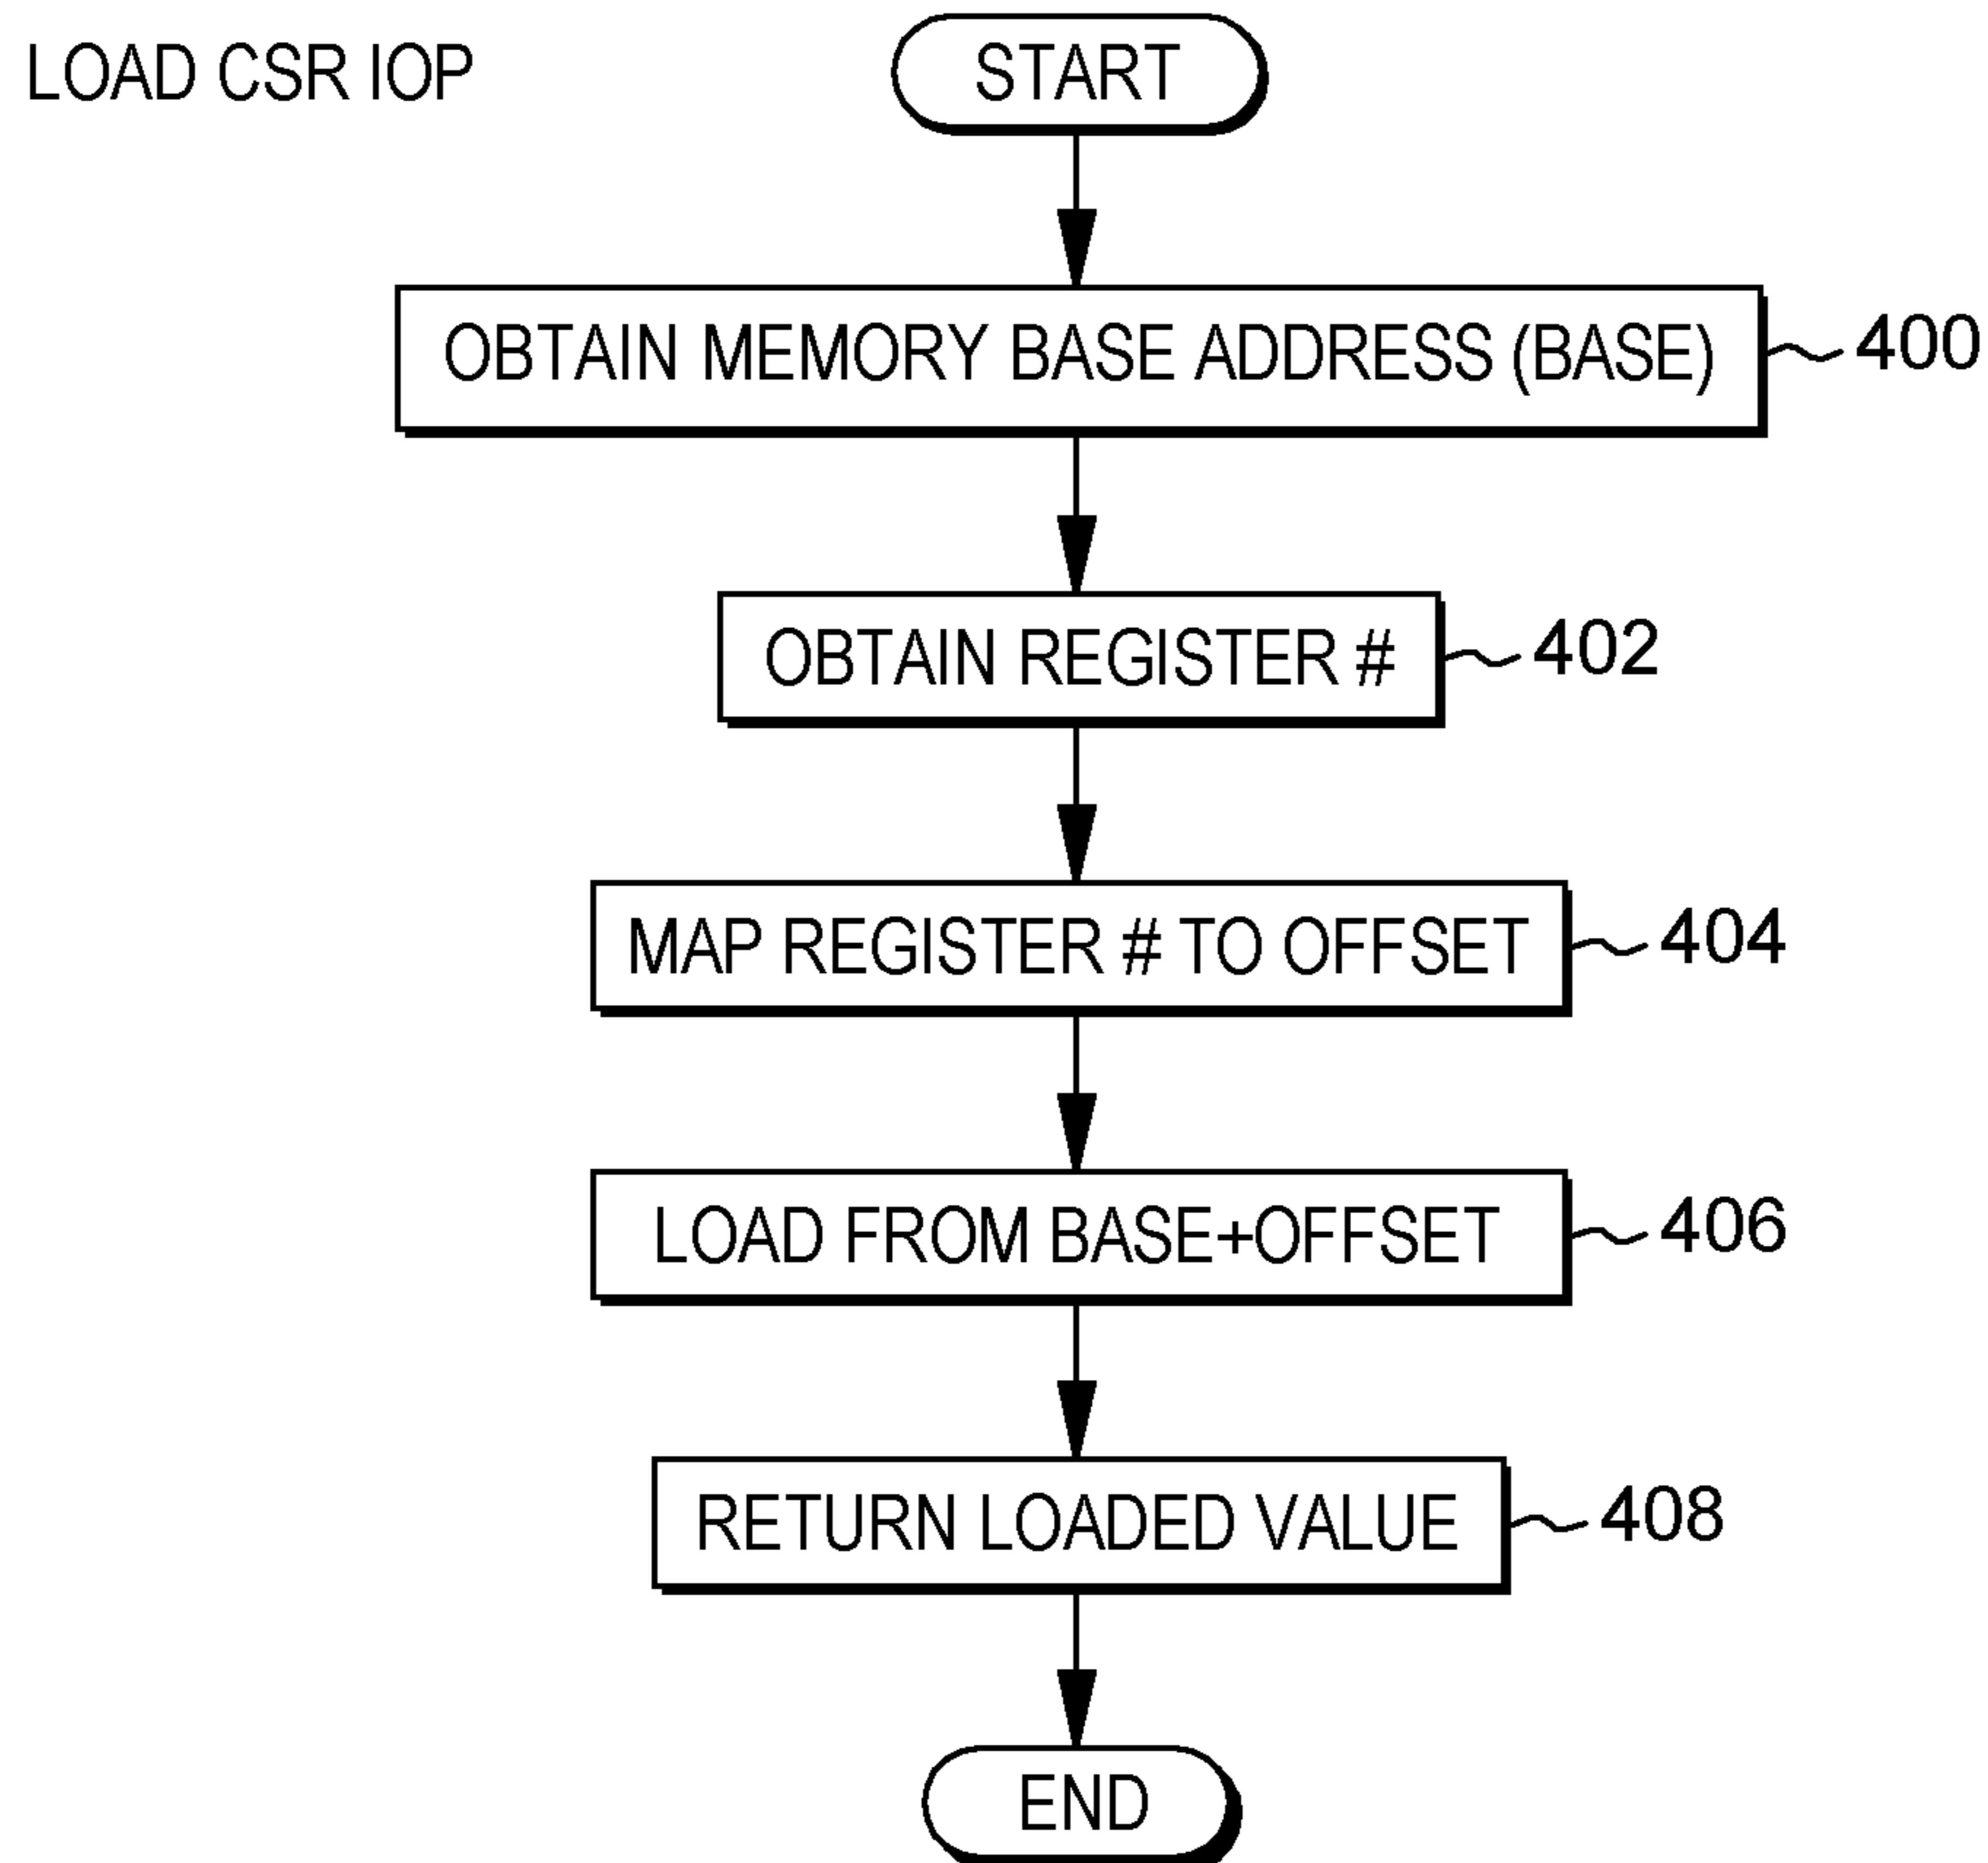 LOAD CSR IOP
START
OBTAIN MEMORY BASE ADDRESS (BASE)
400
OBTAIN REGISTER #
402
MAP REGISTER # TO OFFSET
404
LOAD FROM BASE+OFFSET
406
RETURN LOADED VALUE
408
END